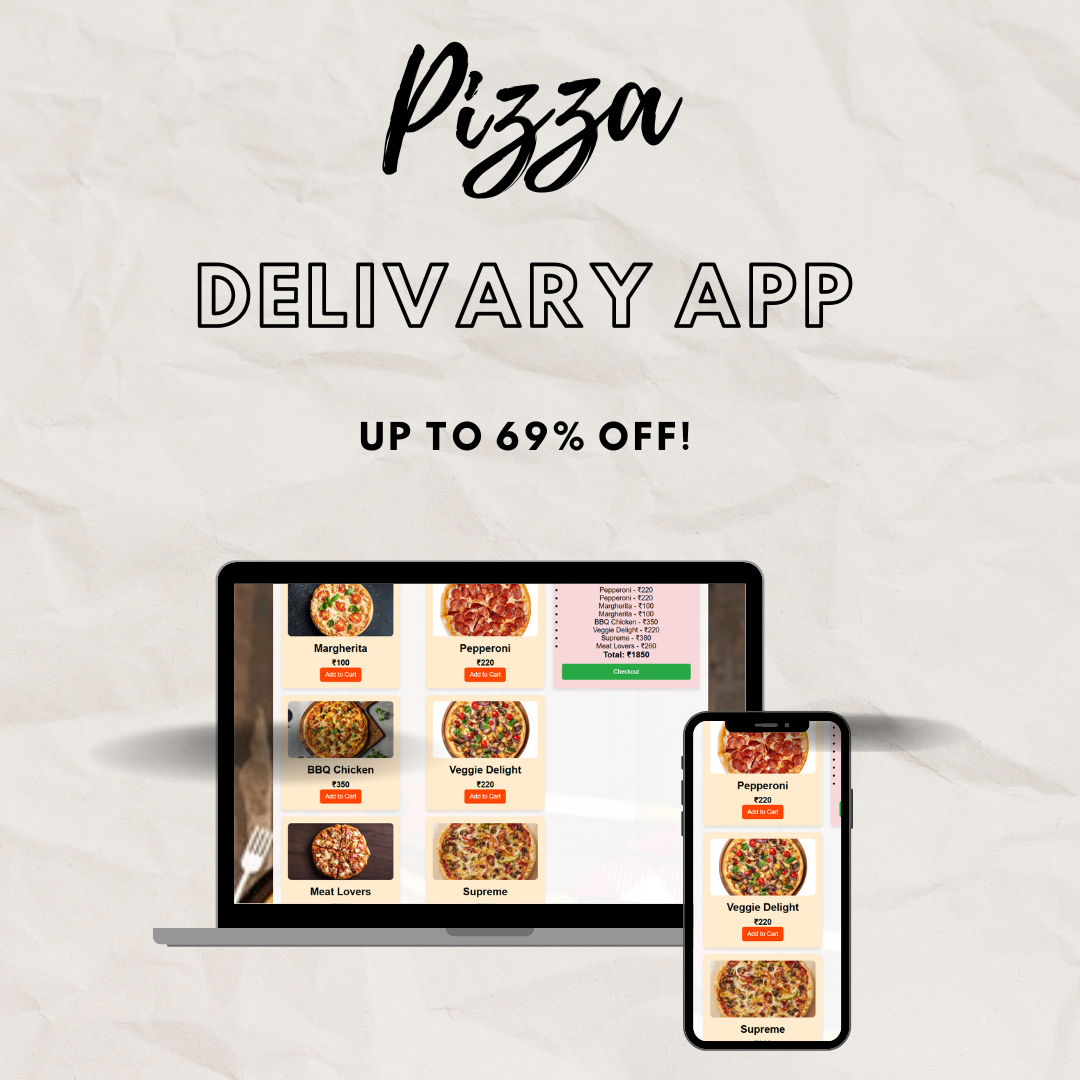 Pizza
DELIVARY APP
UP TO 69% OFF!
Margherita
₹100
Add to Cart
Pepperoni
₹220
Add to Cart
Pepperoni - ₹220
Pepperoni - ₹220
Margherita - ₹100
Margherita - ₹100
BBQ Chicken - ₹350
Veggie Delight - ₹220
Supreme - ₹380
Meat Lovers - ₹260
Total: ₹1850
Checkout
BBQ Chicken
₹350
Add to Cart
Veggie Delight
₹220
Add to Cart
Meat Lovers
Supreme
Pepperoni
₹220
Add to Cart
Veggie Delight
₹220
Add to Cart
Supreme